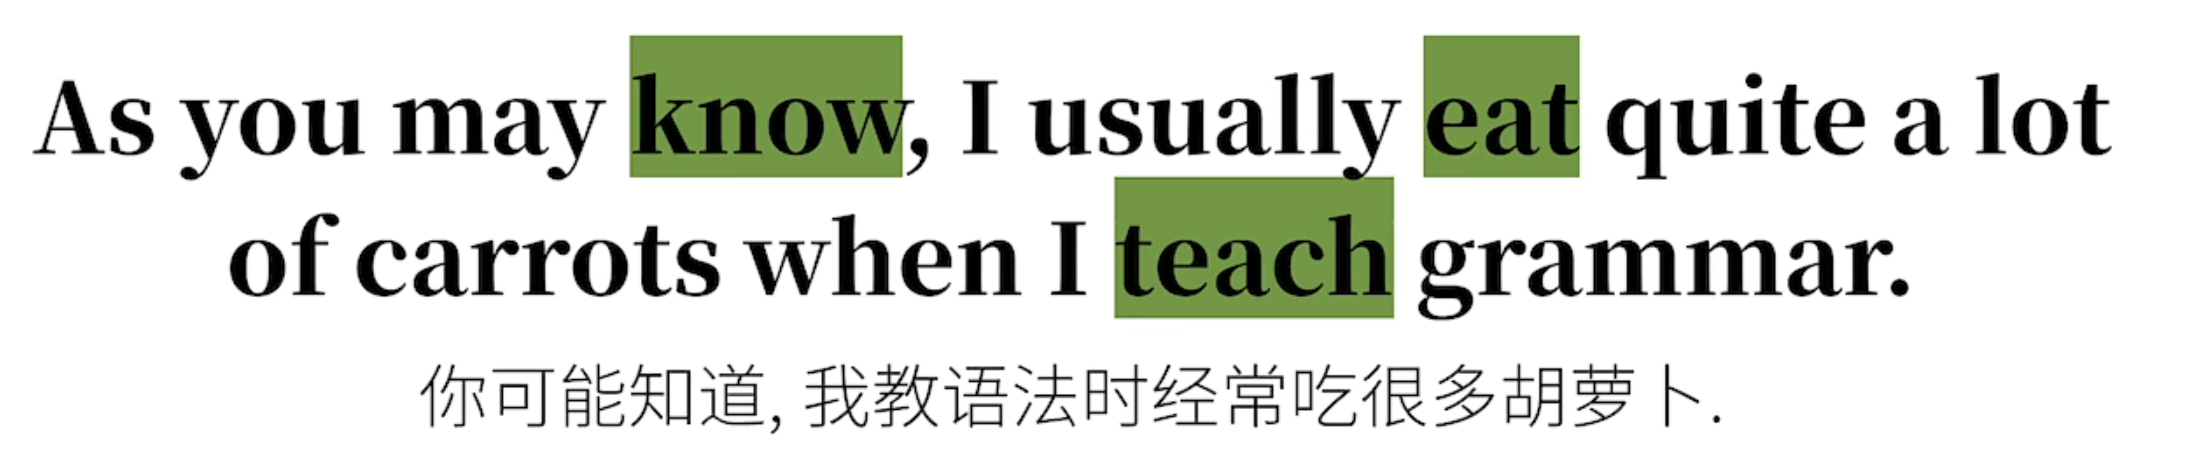 As you may know, I usually eat quite a lot
of carrots when I teach grammar.
你可能知道, 我教语法时经常吃很多胡萝卜.